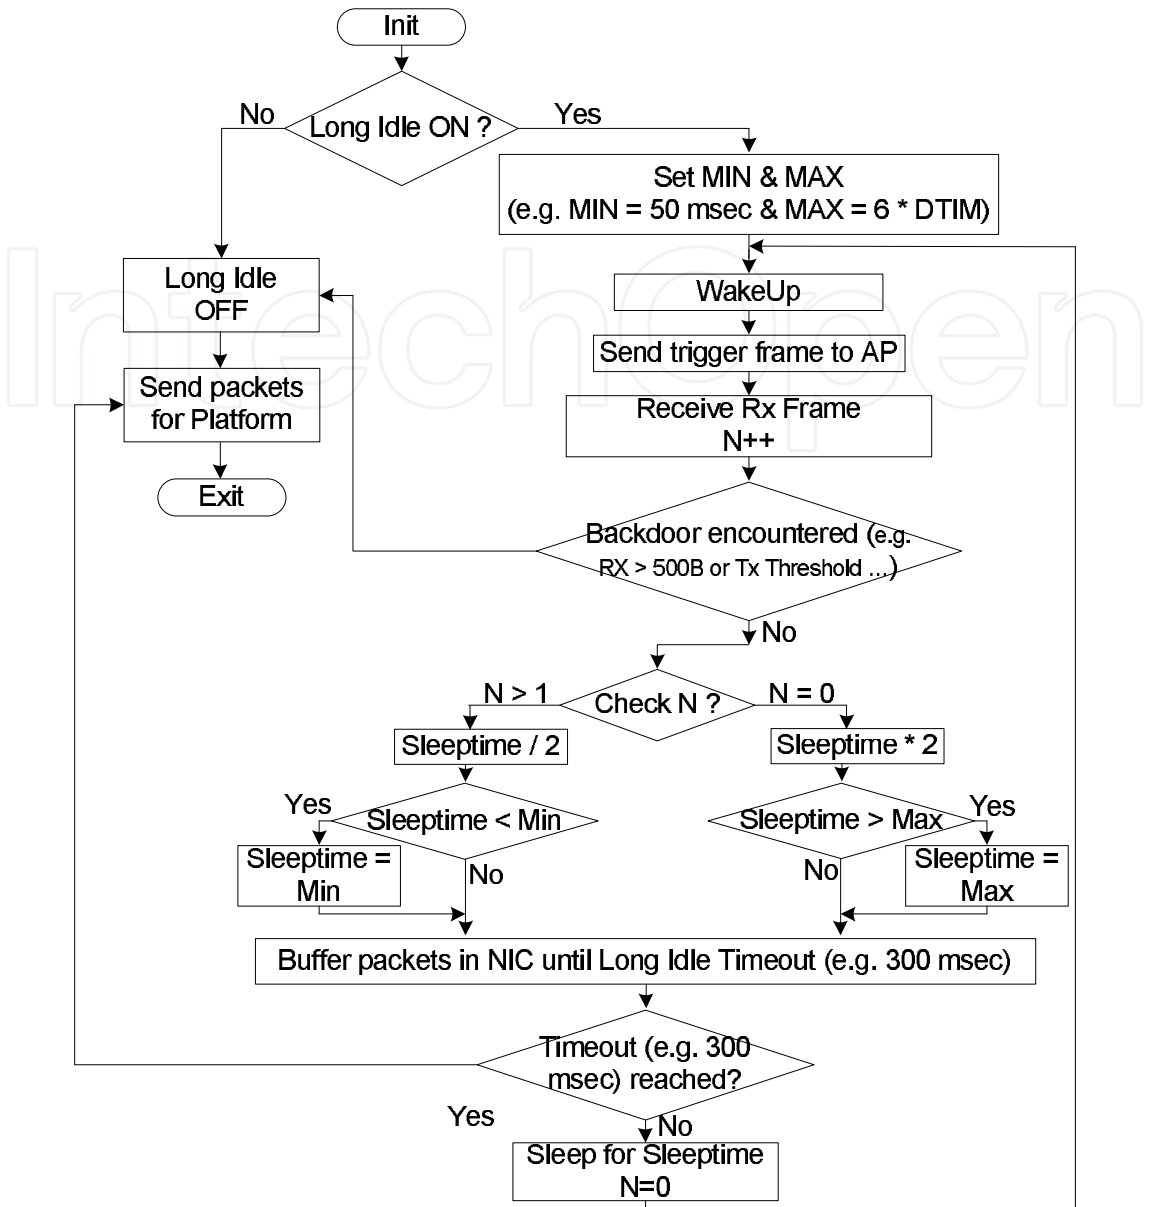 Init
Long Idle ON ?
No
Yes
Set MIN & MAX
(e.g. MIN = 50 msec & MAX = 6 * DTIM)
Long Idle
OFF
WakeUp
Send trigger frame to AP
Send packets
for Platform
Receive Rx Frame
N++
Exit
Backdoor encountered (e.g.
RX > 500B or Tx Threshold ...)
No
Check N ?
N > 1
N = 0
Sleeptime / 2
Sleeptime * 2
Yes
Sleeptime < Min
Sleeptime > Max
Yes
Sleeptime =
Min
No
No
Sleeptime =
Max
Buffer packets in NIC until Long Idle Timeout (e.g. 300 msec)
Timeout (e.g. 300
msec) reached?
Yes
No
Sleep for Sleeptime
N=0
IntechOpen